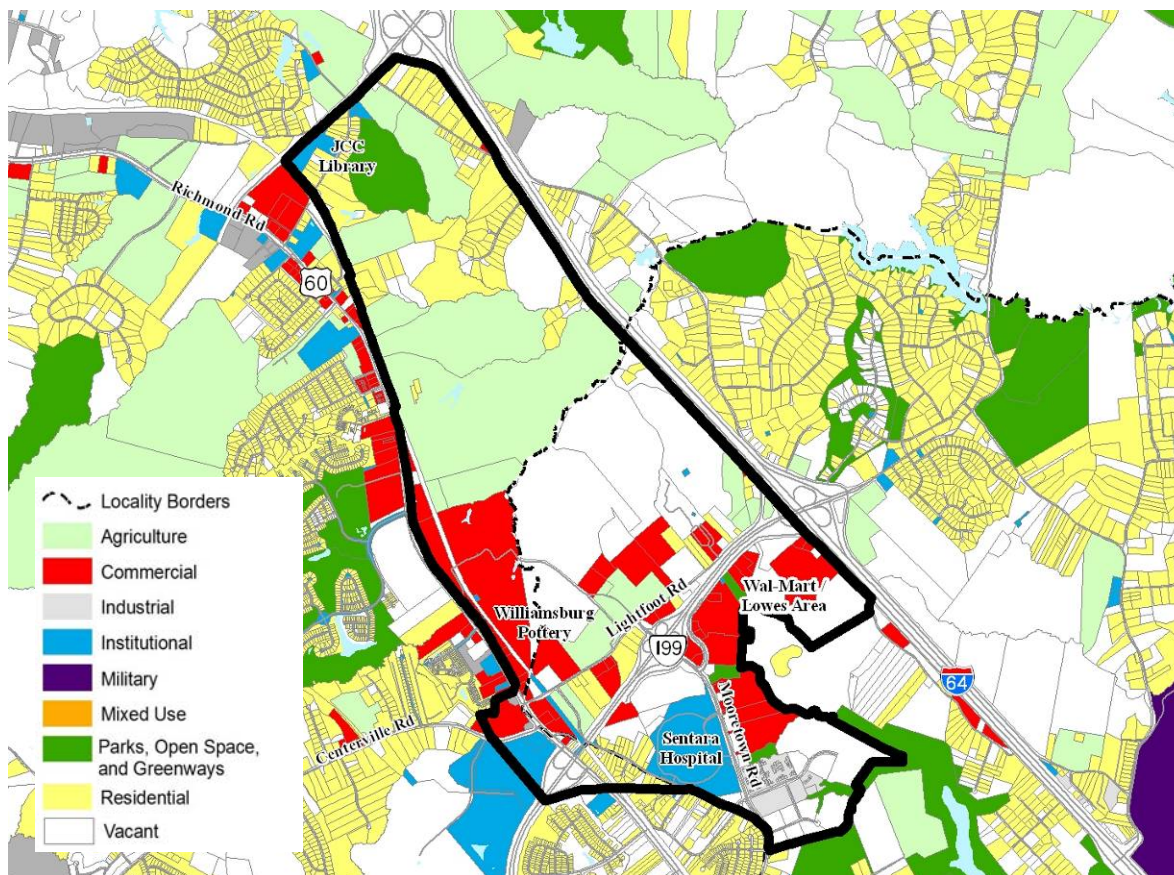 JCC
Library
Richmond Rd
60
Locality Borders
Agriculture
Commercial
Industrial
Institutional
Military
Mixed Use
Parks, Open Space,
and Greenways
Residential
Vacant
Williamsburg
Pottery
Lightfoot Rd
Wal-Mart /
Lowes Area
199
64
Mooretown Rd
Sentara
Hospital
Centerville Rd